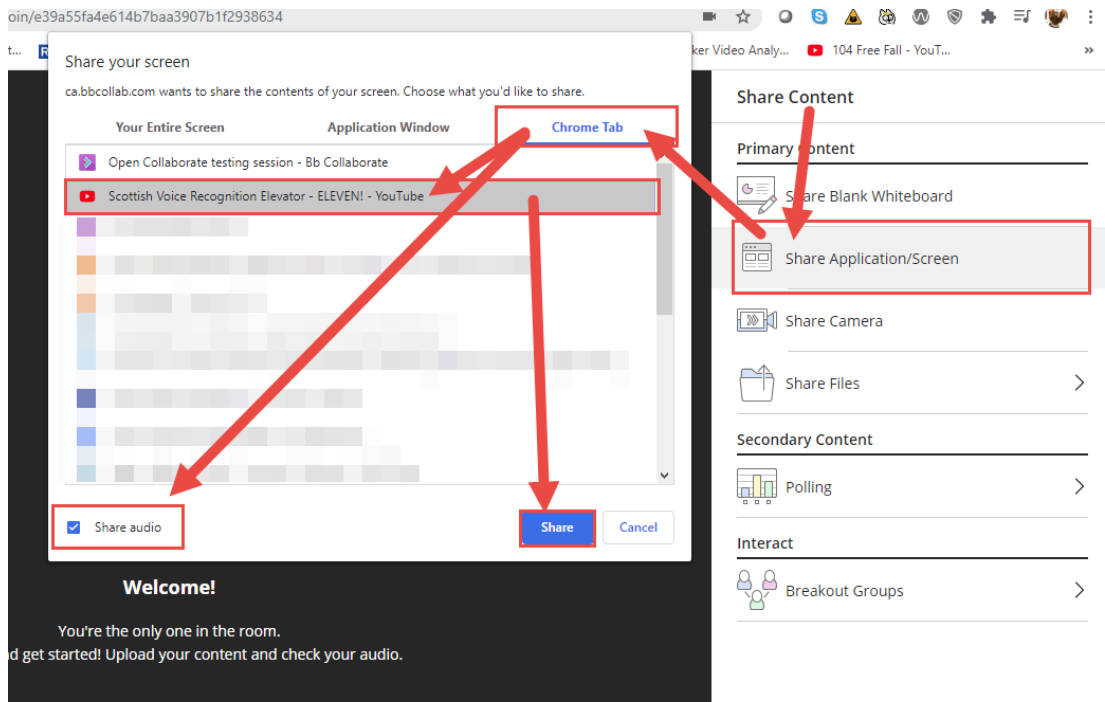 oin/e39a55fa4e614b7baa3907b1f2938634
t...
ker Video Analy...
104 Free Fall - YouT...
»
Share your screen
ca.bbcollab.com wants to share the contents of your screen. Choose what you'd like to share.
Your Entire Screen
Application Window
Chrome Tab
Open Collaborate testing session - Bb Collaborate
Scottish Voice Recognition Elevator - ELEVEN! - YouTube
Share audio
Share
Cancel
Welcome!
You're the only one in the room.
d get started! Upload your content and check your audio.
Share Content
Primary Content
Share Blank Whiteboard
Share Application/Screen
Share Camera
Share Files
Secondary Content
Polling
Interact
Breakout Groups